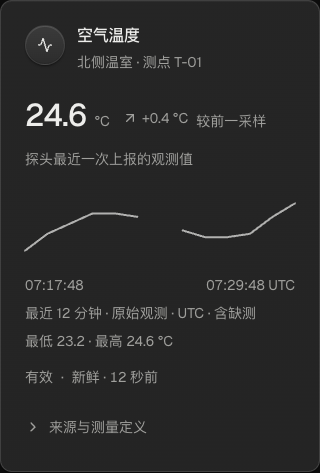 空气温度
北侧温室 · 测点 T-01
24.6 °C ↗ +0.4 °C 较前一采样
探头最近一次上报的观测值
07:17:48 07:29:48 UTC
最近 12 分钟 · 原始观测 · UTC · 含缺测
最低 23.2 · 最高 24.6 °C
有效 · 新鲜 · 12 秒前
来源与测量定义